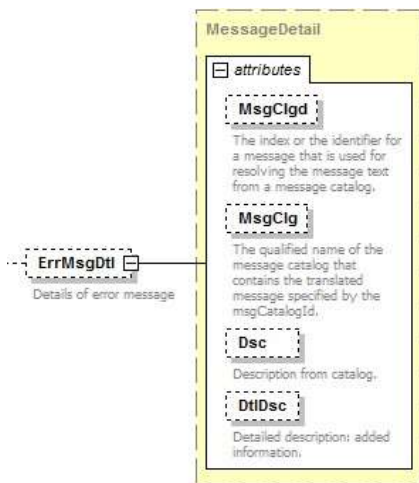 MessageDetail
attributes
MsgClgd
The index or the identifier for
a message that is used for
resolving the message text
from a message catalog.
MsgClg
The qualified name of the
message catalog that
contains the translated
message specified by the
msgCatalogId.
ErrMsgDtl
Details of error message
Dsc
Description from catalog.
DtlDsc
Detailed description: added
information.